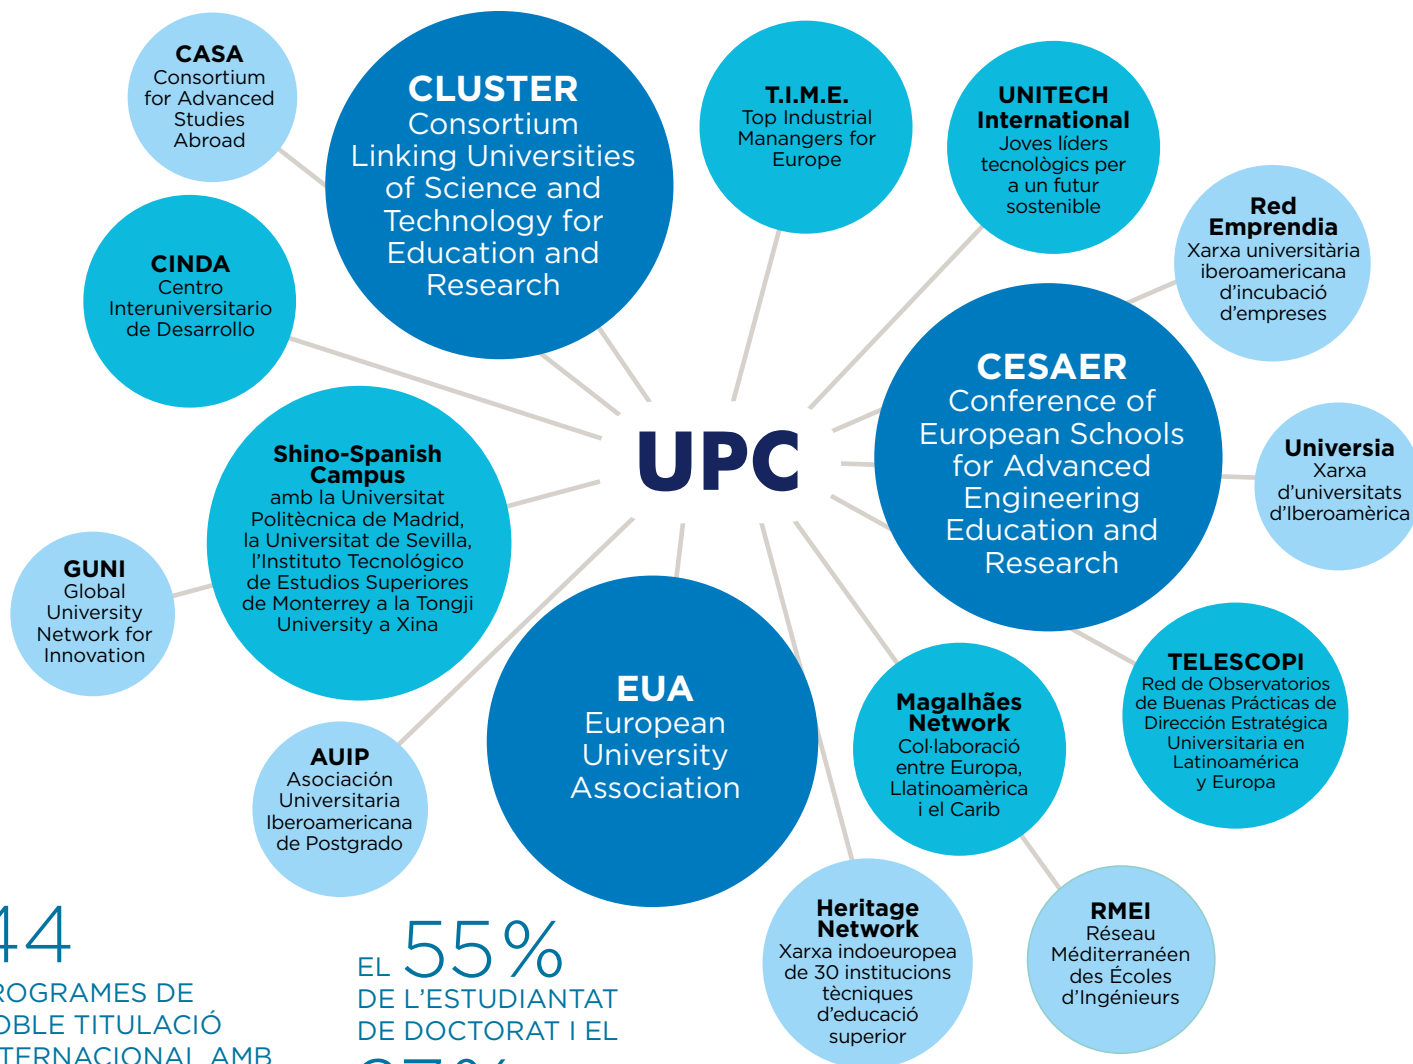 CASA
Consortium
for Advanced
Studies
Abroad
CLUSTER
Consortium
Linking Universities
of Science and
Technology for
Education and
Research
T.I.M.E.
Top Industrial
Manangers for
Europe
UNITECH
International
Joves líders
tecnològics per
a un futur
sostenible
Red
Emprendia
Xarxa universitària
iberoamericana
d'incubació
d'empreses
CINDA
Centro
Interuniversitario
de Desarrollo
CESAER
Conference of
European Schools
for Advanced
Engineering
Education and
Research
UPC
Universia
Xarxa
d'universitats
d'Iberoamèrica
Shino-Spanish
Campus
amb la Universitat
Politècnica de Madrid,
la Universitat de Sevilla,
l'Instituto Tecnológico
de Estudios Superiores
de Monterrey a la Tongji
University a Xina
GUNI
Global
University
Network for
Innovation
EUA
European
University
Association
Magalhães
Network
Col·laboració
entre Europa,
Llatinoamèrica
i el Carib
TELESCOPI
Red de Observatorios
de Buenas Prácticas de
Dirección Estratégica
Universitaria en
Latinoamérica
y Europa
AUIP
Asociación
Universitaria
Iberoamericana
de Postgrado
Heritage
Network
Xarxa indoeuropea
de 30 institucions
tècniques
d'educació
superior
RMEI
Réseau
Méditerranéen
des Écoles
d'Ingénieurs
44
ROGRAMES DE
OBLE TITULACIÓ
TERNACIONAL AMB
EL 55%
DE L'ESTUDIANTAT
DE DOCTORAT I EL